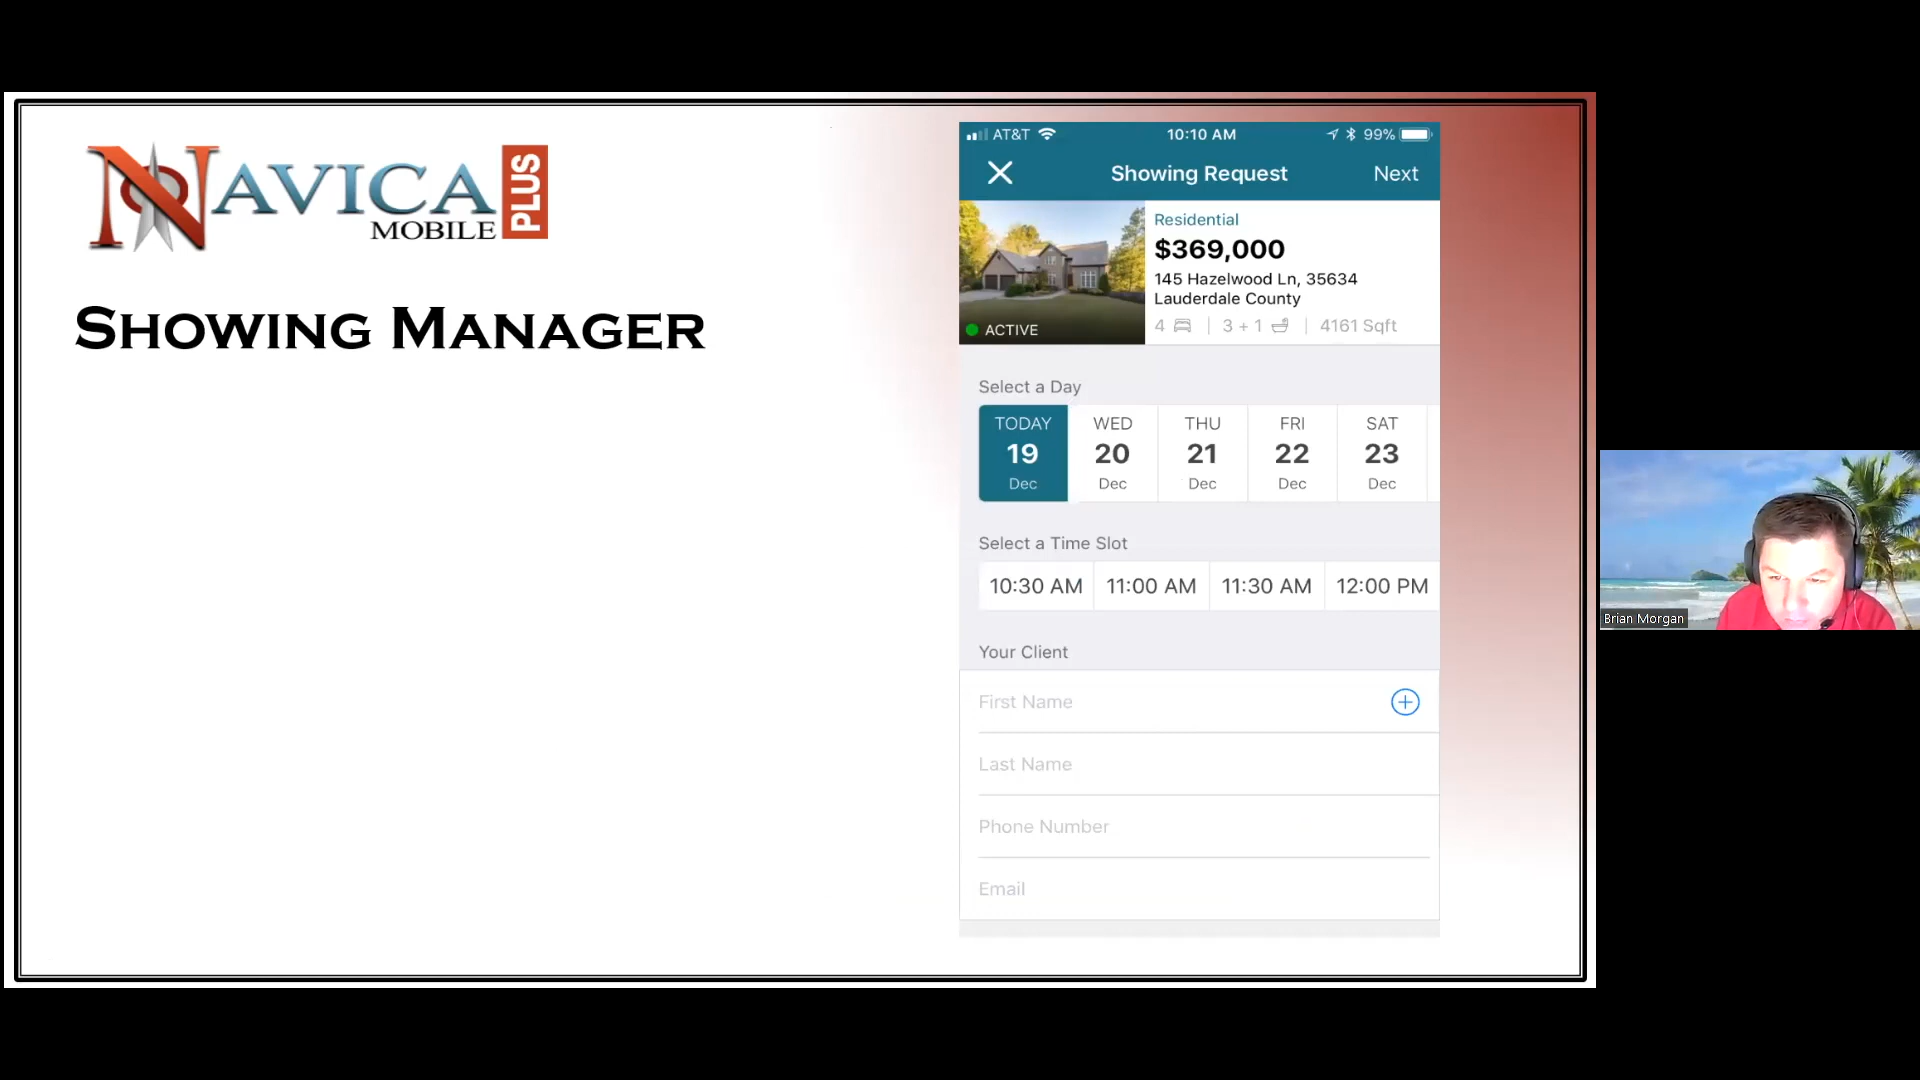 NAVICA
MOBILE
PLUS
SHOWING MANAGER
AT&T
10:10 AM
99%
Showing Request
Next
Residential
$369,000
145 Hazelwood Ln, 35634
Lauderdale County
4 | 3 + 1 | 4161 Sqft
ACTIVE
Select a Day
TODAY WED THU FRI SAT
19 20 21 22 23
Dec Dec Dec Dec Dec
Select a Time Slot
10:30 AM 11:00 AM 11:30 AM 12:00 PM
Your Client
First Name
Last Name
Phone Number
Email
Brian Morgan